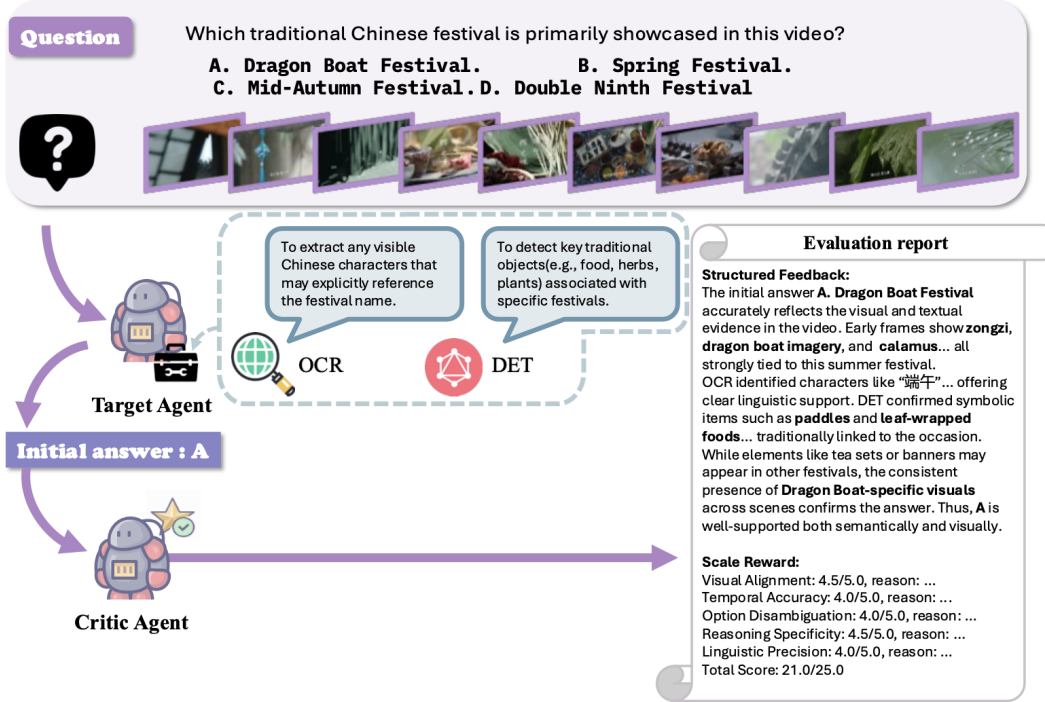 Question
Which traditional Chinese festival is primarily showcased in this video?
A. Dragon Boat Festival. B. Spring Festival.
C. Mid-Autumn Festival. D. Double Ninth Festival
?
To extract any visible
Chinese characters that
may explicitly reference
the festival name.
To detect key traditional
objects(e.g., food, herbs,
plants) associated with
specific festivals.
OCR
DET
Target Agent
Initial answer : A
Critic Agent
Evaluation report
Structured Feedback:
The initial answer A. Dragon Boat Festival
accurately reflects the visual and textual
evidence in the video. Early frames show zongzi,
dragon boat imagery, and calamus... all
strongly tied to this summer festival.
OCR identified characters like “端午”... offering
clear linguistic support. DET confirmed symbolic
items such as paddles and leaf-wrapped
foods... traditionally linked to the occasion.
While elements like tea sets or banners may
appear in other festivals, the consistent
presence of Dragon Boat-specific visuals
across scenes confirms the answer. Thus, A is
well-supported both semantically and visually.
Scale Reward:
Visual Alignment: 4.5/5.0, reason: ...
Temporal Accuracy: 4.0/5.0, reason: ...
Option Disambiguation: 4.0/5.0, reason: ...
Reasoning Specificity: 4.5/5.0, reason: ...
Linguistic Precision: 4.0/5.0, reason: ...
Total Score: 21.0/25.0